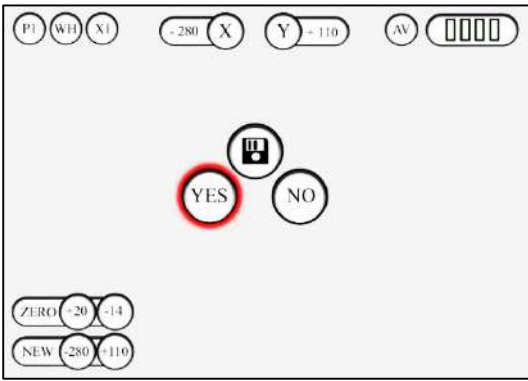 P1 WH X1 - 280 X Y + 110 AV
YES NO
ZERO +20 -14
NEW -280 +110